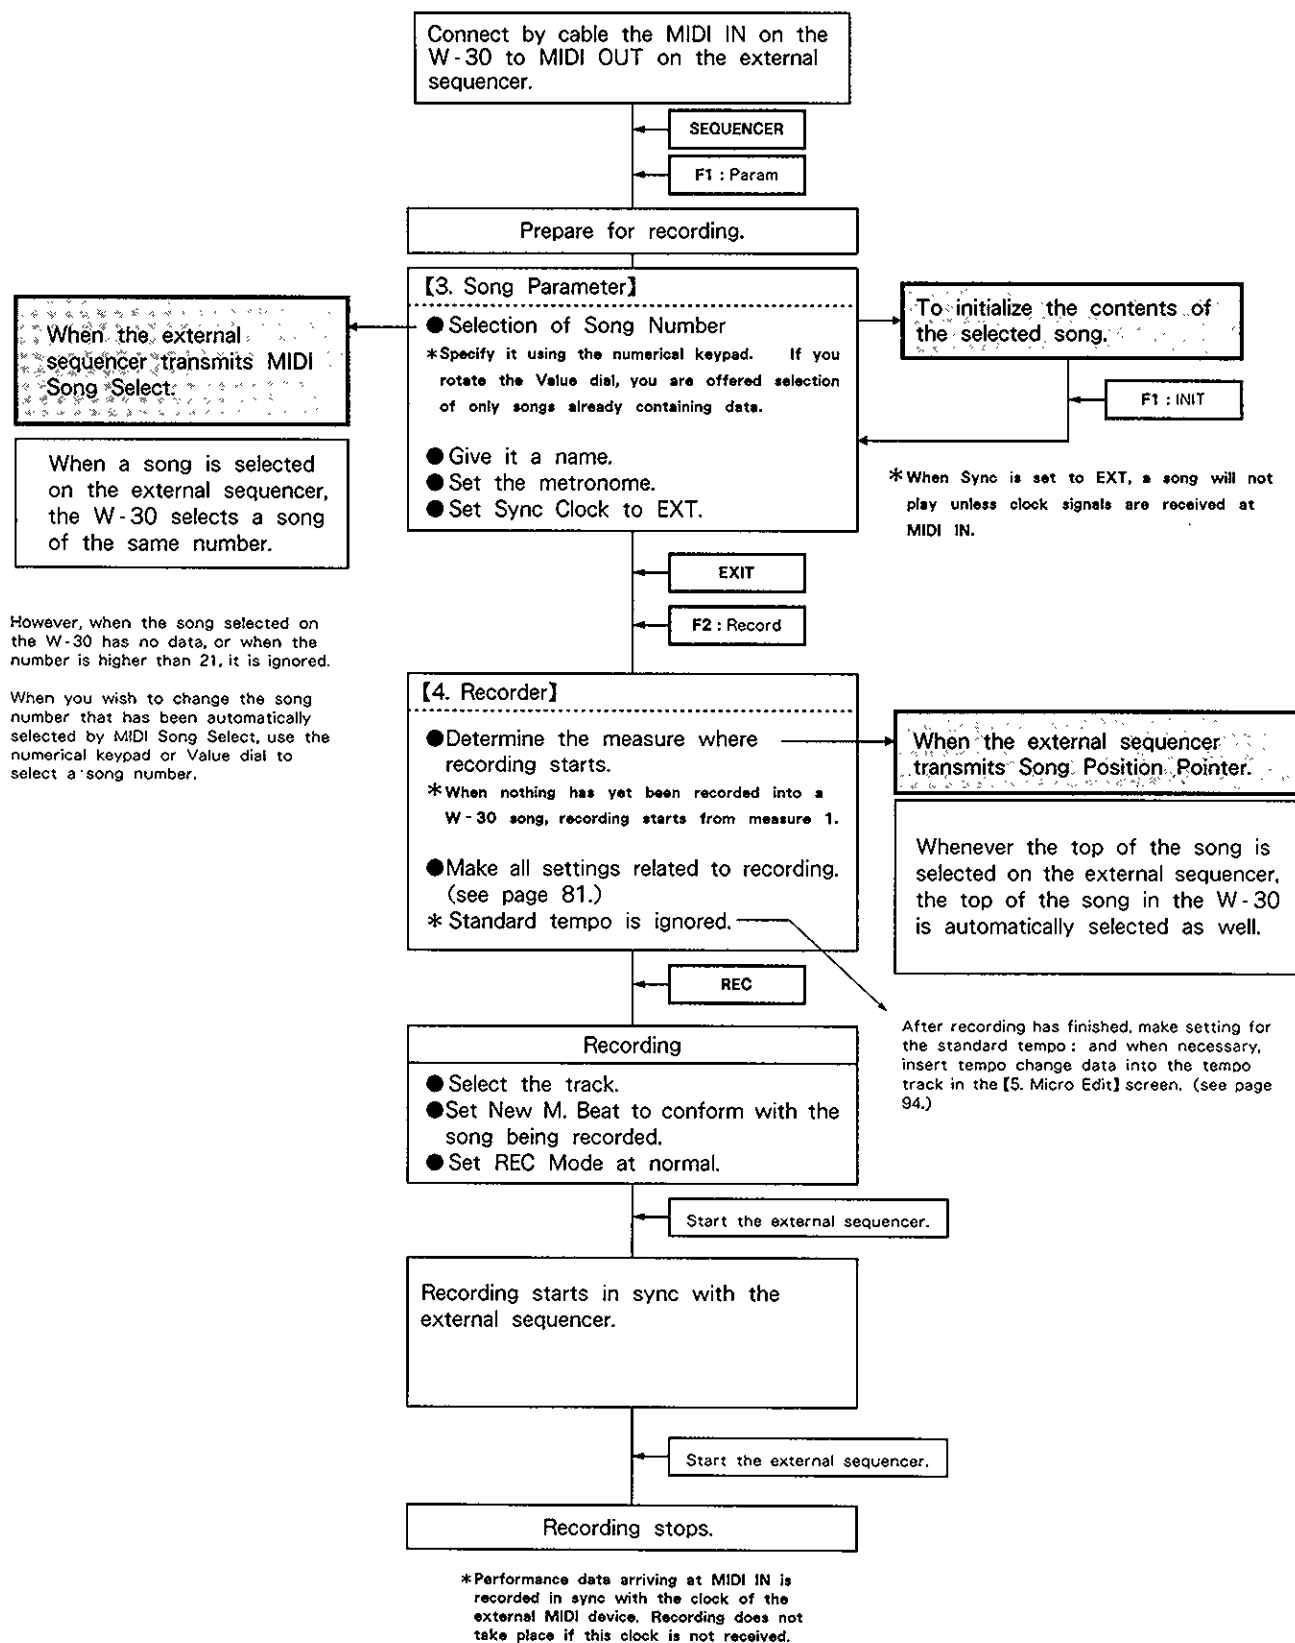 Connect by cable the MIDI IN on the
W-30 to MIDI OUT on the external
sequencer.
SEQUENCER
F1 : Param
Prepare for recording.
【3. Song Parameter】
● Selection of Song Number
*Specify it using the numerical keypad. If you
rotate the Value dial, you are offered selection
of only songs already containing data.
● Give it a name.
● Set the metronome.
● Set Sync Clock to EXT.
When the external
sequencer transmits MIDI
Song Select.
When a song is selected
on the external sequencer,
the W-30 selects a song
of the same number.
However, when the song selected on
the W-30 has no data, or when the
number is higher than 21, it is ignored.
When you wish to change the song
number that has been automatically
selected by MIDI Song Select, use the
numerical keypad or Value dial to
select a song number.
To initialize the contents of
the selected song.
F1 : INIT
*When Sync is set to EXT, a song will not
play unless clock signals are received at
MIDI IN.
EXIT
F2 : Record
【4. Recorder】
●Determine the measure where
recording starts.
*When nothing has yet been recorded into a
W-30 song, recording starts from measure 1.
●Make all settings related to recording.
(see page 81.)
* Standard tempo is ignored.
When the external sequencer
transmits Song Position Pointer.
Whenever the top of the song is
selected on the external sequencer,
the top of the song in the W-30
is automatically selected as well.
REC
After recording has finished, make setting for
the standard tempo ; and when necessary,
insert tempo change data into the tempo
track in the【5. Micro Edit】screen. (see page
94.)
Recording
● Select the track.
●Set New M. Beat to conform with the
song being recorded.
● Set REC Mode at normal.
Start the external sequencer.
Recording starts in sync with the
external sequencer.
Start the external sequencer.
Recording stops.
*Performance data arriving at MIDI IN is
recorded in sync with the clock of the
external MIDI device. Recording does not
take place if this clock is not received.